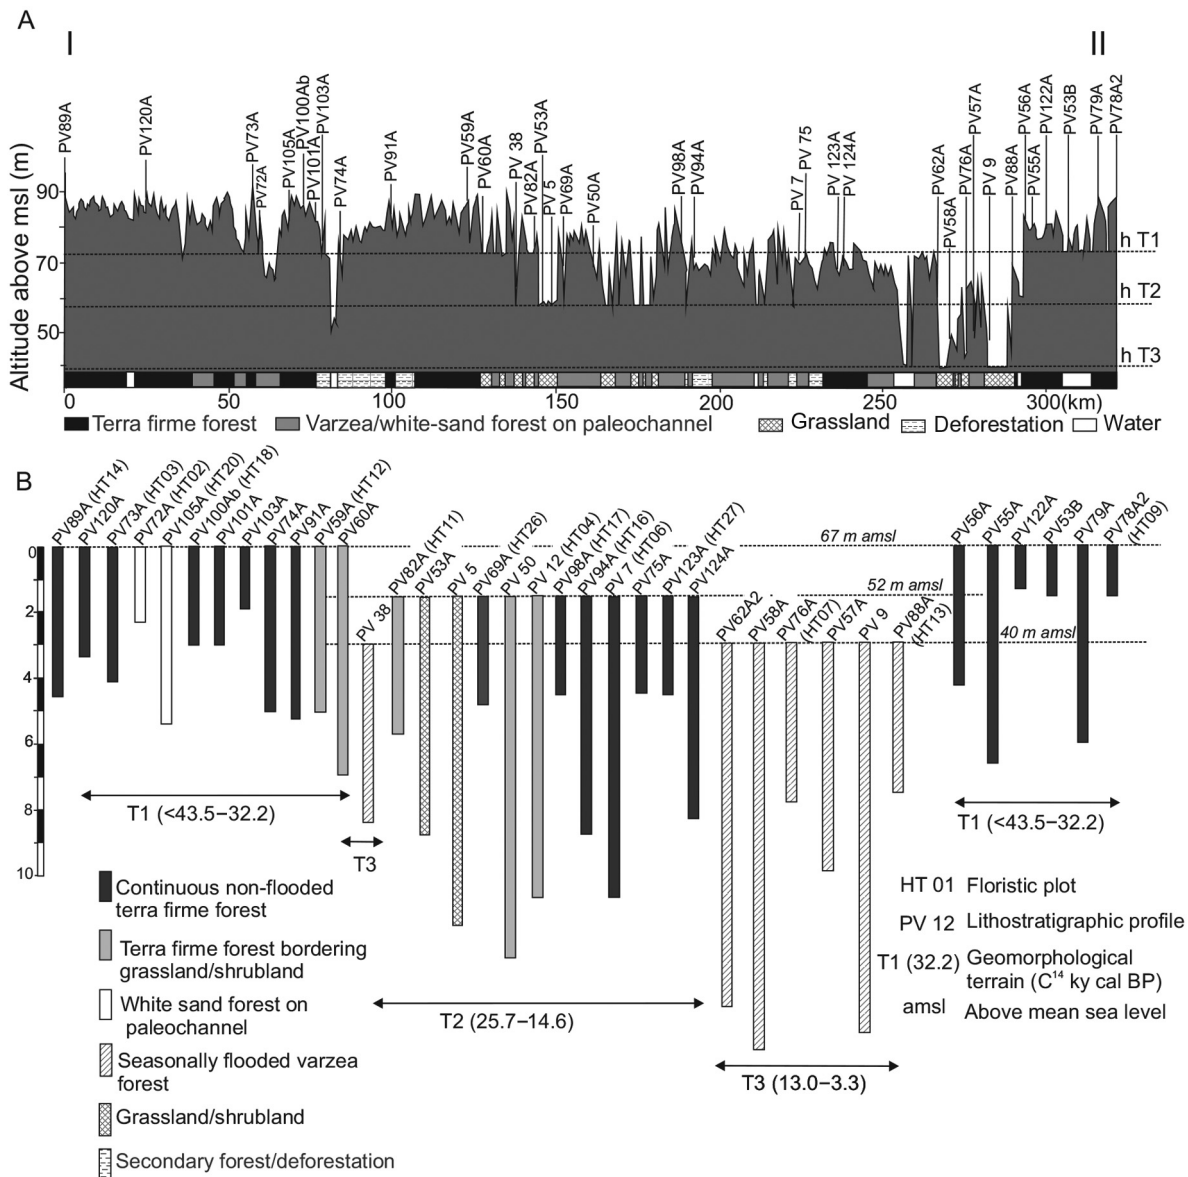 A
I
II
Altitude above msl (m)
90
70
50
PV89A
PV120A
PV73A
PV72A
PV105A
PV100Ab
PV101A
PV103A
PV74A
PV91A
PV59A
PV60A
PV 38
PV82A
PV53A
PV 5
PV69A
PV50A
PV98A
PV94A
PV 7
PV 75
PV 123A
PV 124A
PV62A
PV58A
PV76A
PV57A
PV 9
PV88A
PV56A
PV55A
PV122A
PV53B
PV79A
PV78A2
h T1
h T2
h T3
0 50 100 150 200 250 300(km)
Terra firme forest
Varzea/white-sand forest on paleochannel
Grassland
Deforestation
Water
B
PV89A (HT14)
PV120A
PV73A (HT03)
PV72A (HT02)
PV105A (HT20)
PV100Ab (HT18)
PV101A
PV103A
PV74A
PV91A
PV59A (HT12)
PV60A
PV 38
PV82A (HT11)
PV53A
PV 5
PV69A (HT26)
PV 50
PV 12 (HT04)
PV98A (HT17)
PV94A (HT16)
PV 7 (HT06)
PV75A
PV123A (HT27)
PV124A
PV62A2
PV58A
PV76A
(HT07)
PV57A
PV 9
PV88A
(HT13)
PV56A
PV55A
PV122A
PV53B
PV79A
PV78A2
(HT09)
67 m amsl
52 m amsl
40 m amsl
0
2
4
6
8
10
T1 (<43.5–32.2)
T3
T2 (25.7–14.6)
T3 (13.0–3.3)
T1 (<43.5–32.2)
Continuous non-flooded
terra firme forest
Terra firme forest bordering
grassland/shrubland
White sand forest on
paleochannel
Seasonally flooded varzea
forest
Grassland/shrubland
Secondary forest/deforestation
HT 01 Floristic plot
PV 12 Lithostratigraphic profile
T1 (32.2) Geomorphological
terrain (C¹⁴ ky cal BP)
amsl Above mean sea level